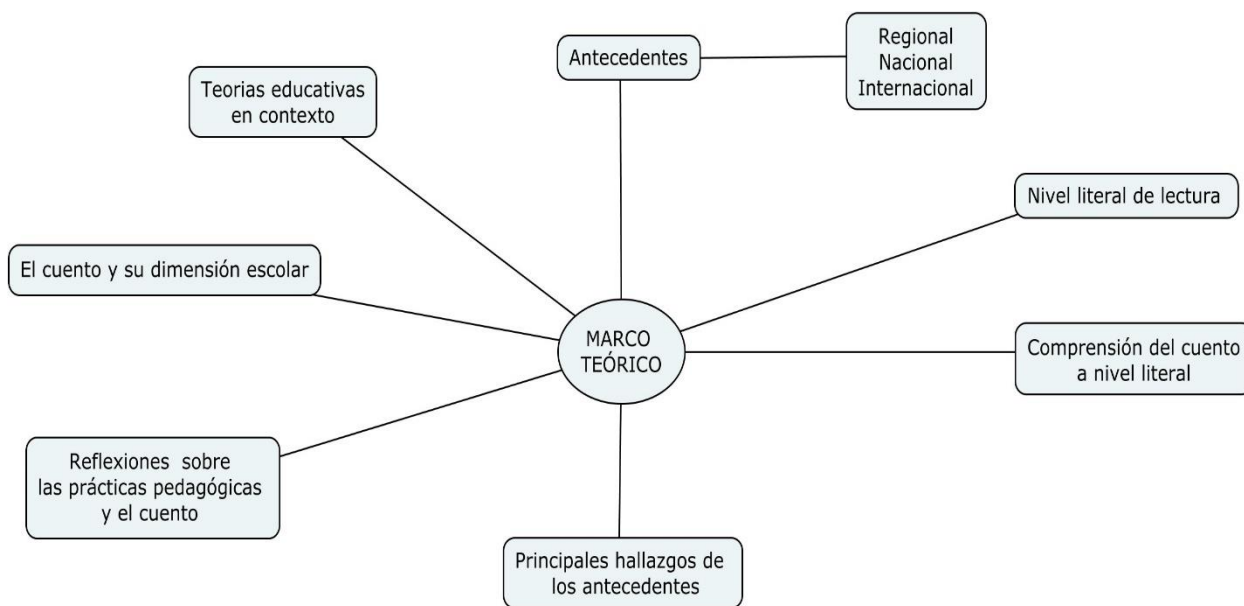 Antecedentes
Regional
Nacional
Internacional
Teorias educativas
en contexto
Nivel literal de lectura
El cuento y su dimensión escolar
MARCO
TEÓRICO
Comprensión del cuento
a nivel literal
Reflexiones sobre
las prácticas pedagógicas
y el cuento
Principales hallazgos de
los antecedentes